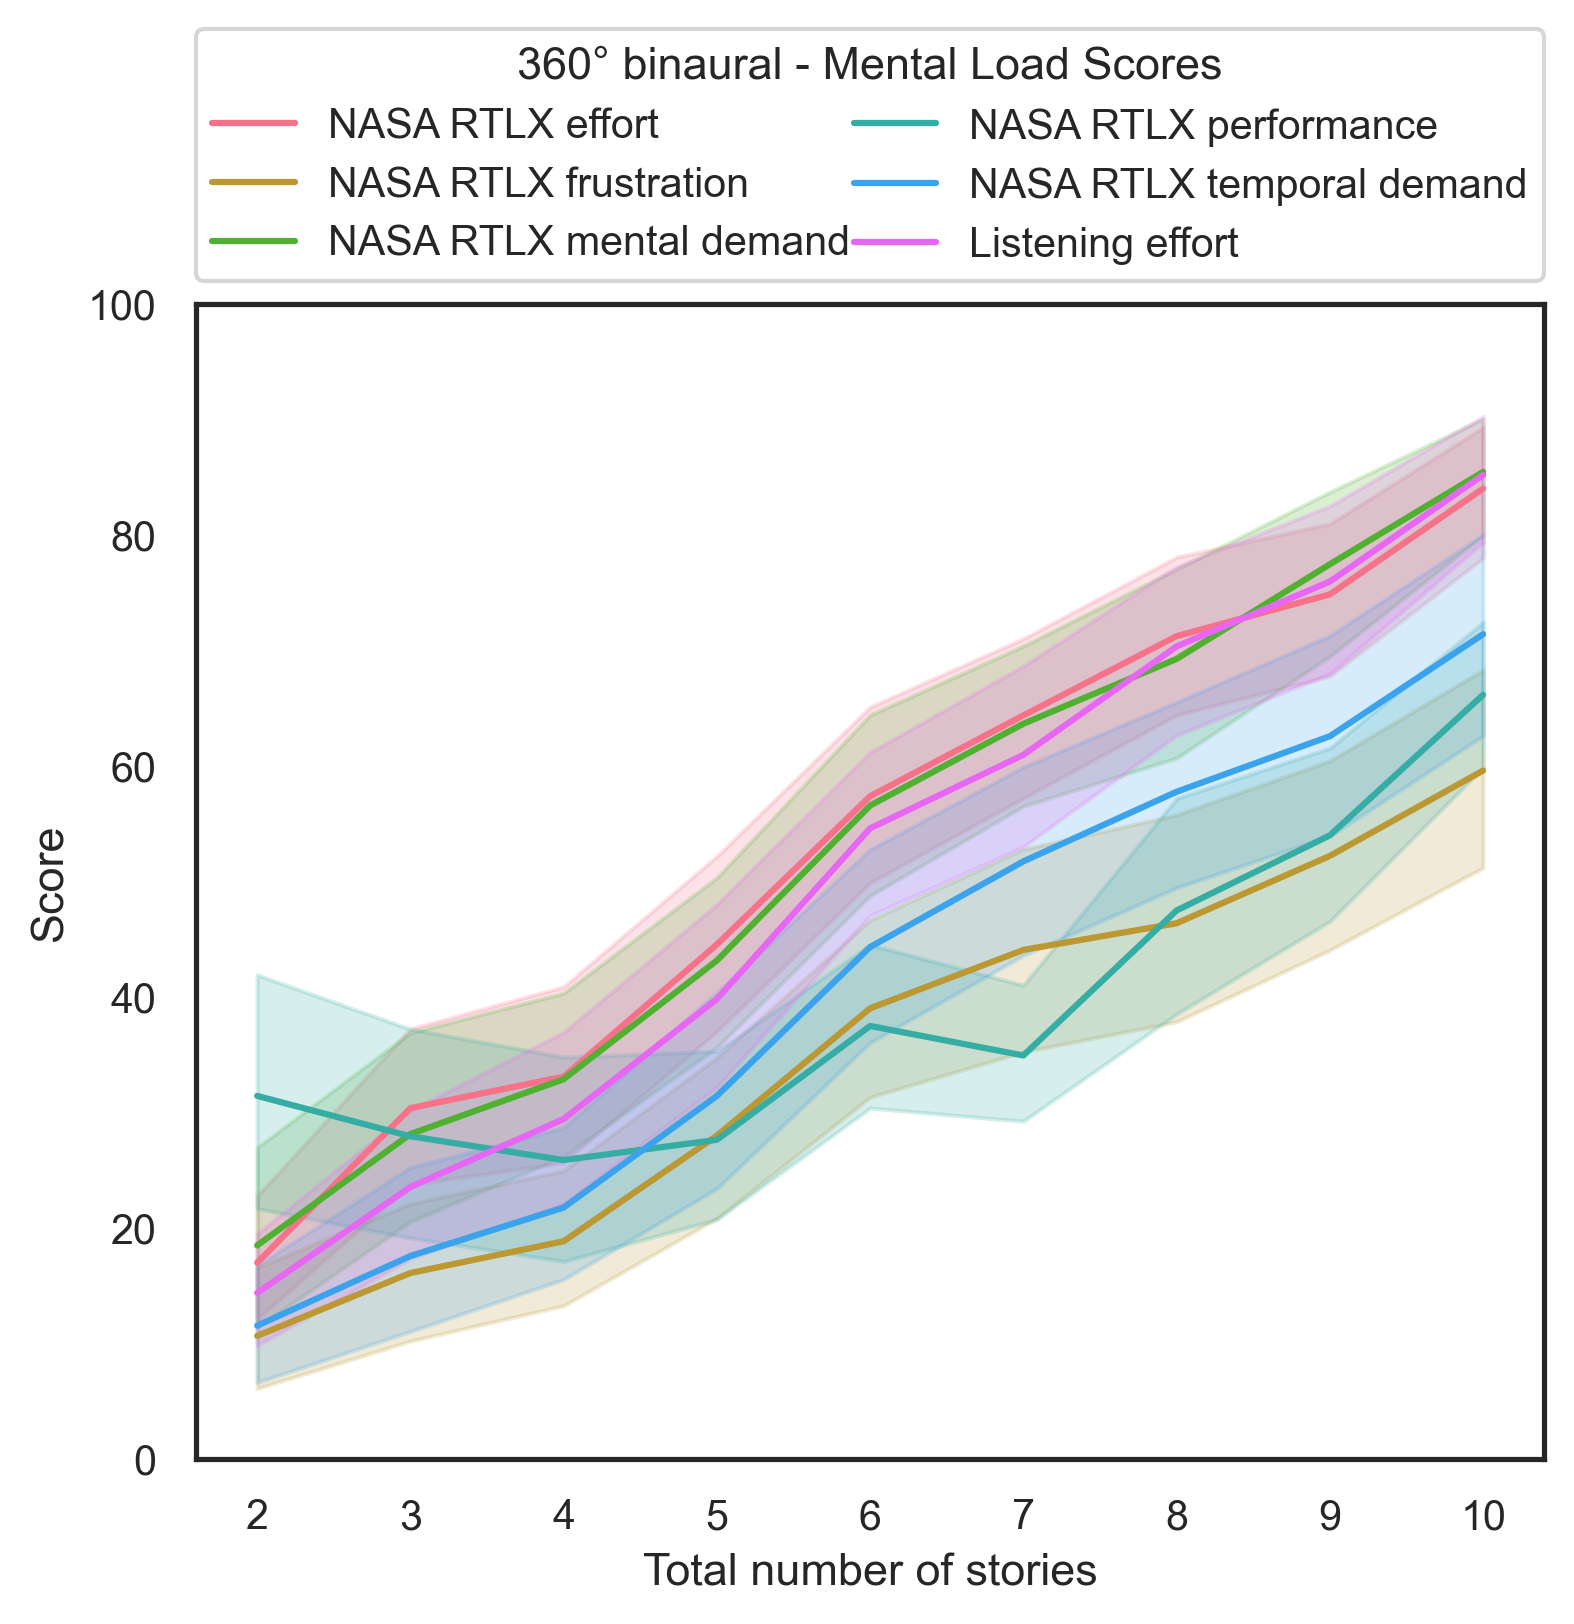 360° binaural - Mental Load Scores
NASA RTLX effort
NASA RTLX frustration
NASA RTLX mental demand
NASA RTLX performance
NASA RTLX temporal demand
Listening effort
100
80
60
40
20
0
Score
2 3 4 5 6 7 8 9 10
Total number of stories